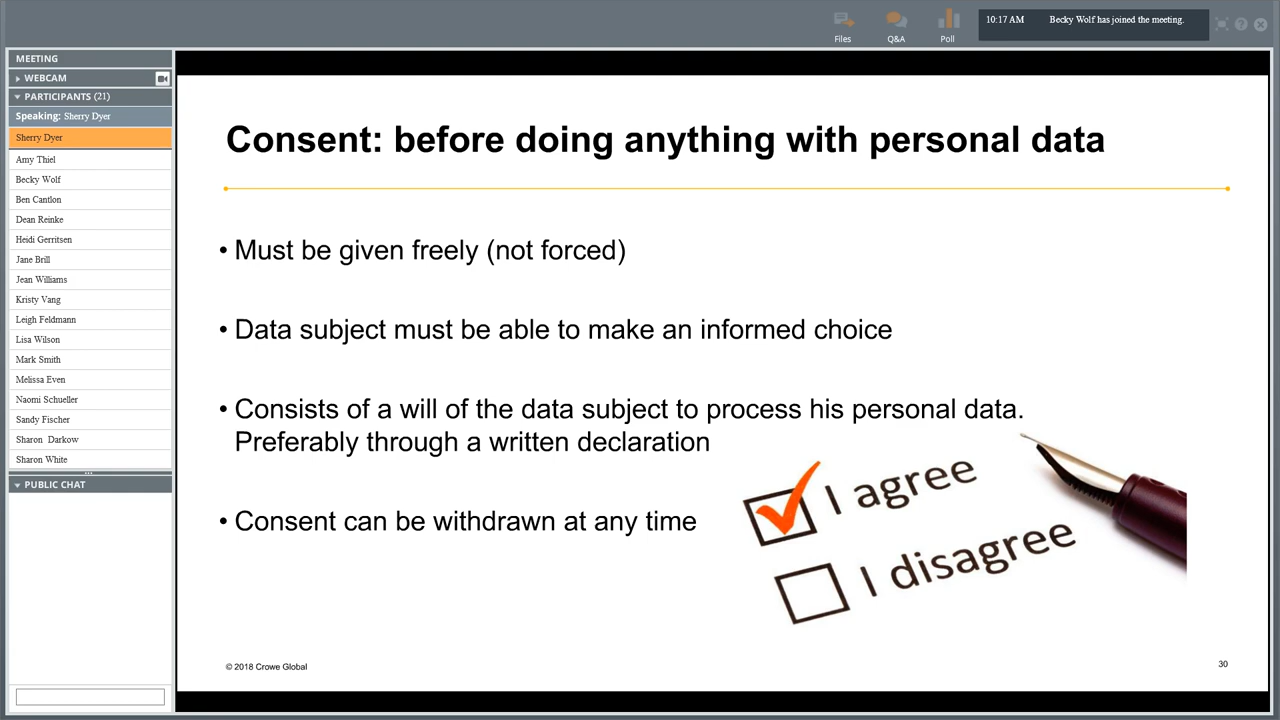 Files
Q&A
Poll
10:17 AM Becky Wolf has joined the meeting.
MEETING
WEBCAM
PARTICIPANTS (21)
Speaking: Sherry Dyer
Sherry Dyer
Amy Thiel
Becky Wolf
Ben Cantlon
Dean Reinke
Heidi Gerritsen
Jane Brill
Jean Williams
Kristy Vang
Leigh Feldmann
Lisa Wilson
Mark Smith
Melissa Even
Naomi Schueller
Sandy Fischer
Sharon Darkow
Sharon White
PUBLIC CHAT
Consent: before doing anything with personal data
• Must be given freely (not forced)
• Data subject must be able to make an informed choice
• Consists of a will of the data subject to process his personal data.
Preferably through a written declaration
• Consent can be withdrawn at any time
I agree
I disagree
© 2018 Crowe Global
30